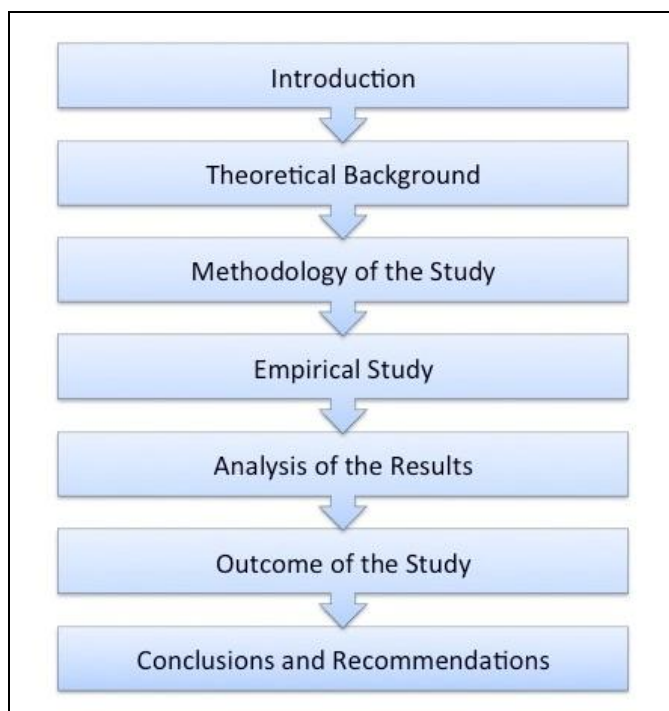 Introduction
Theoretical Background
Methodology of the Study
Empirical Study
Analysis of the Results
Outcome of the Study
Conclusions and Recommendations